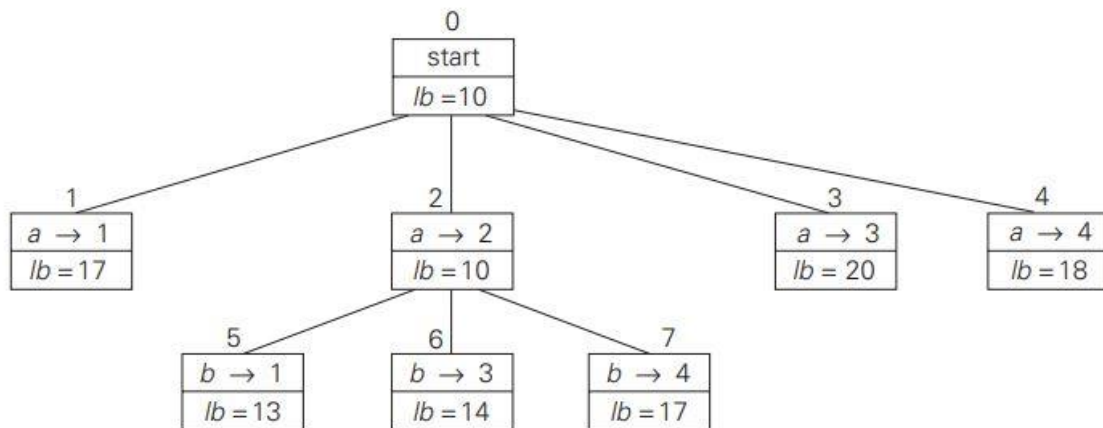 0
start
lb = 10
1
2
3
4
a → 1
a → 2
a → 3
a → 4
lb = 17
lb = 10
lb = 20
lb = 18
5
6
7
b → 1
b → 3
b → 4
lb = 13
lb = 14
lb = 17